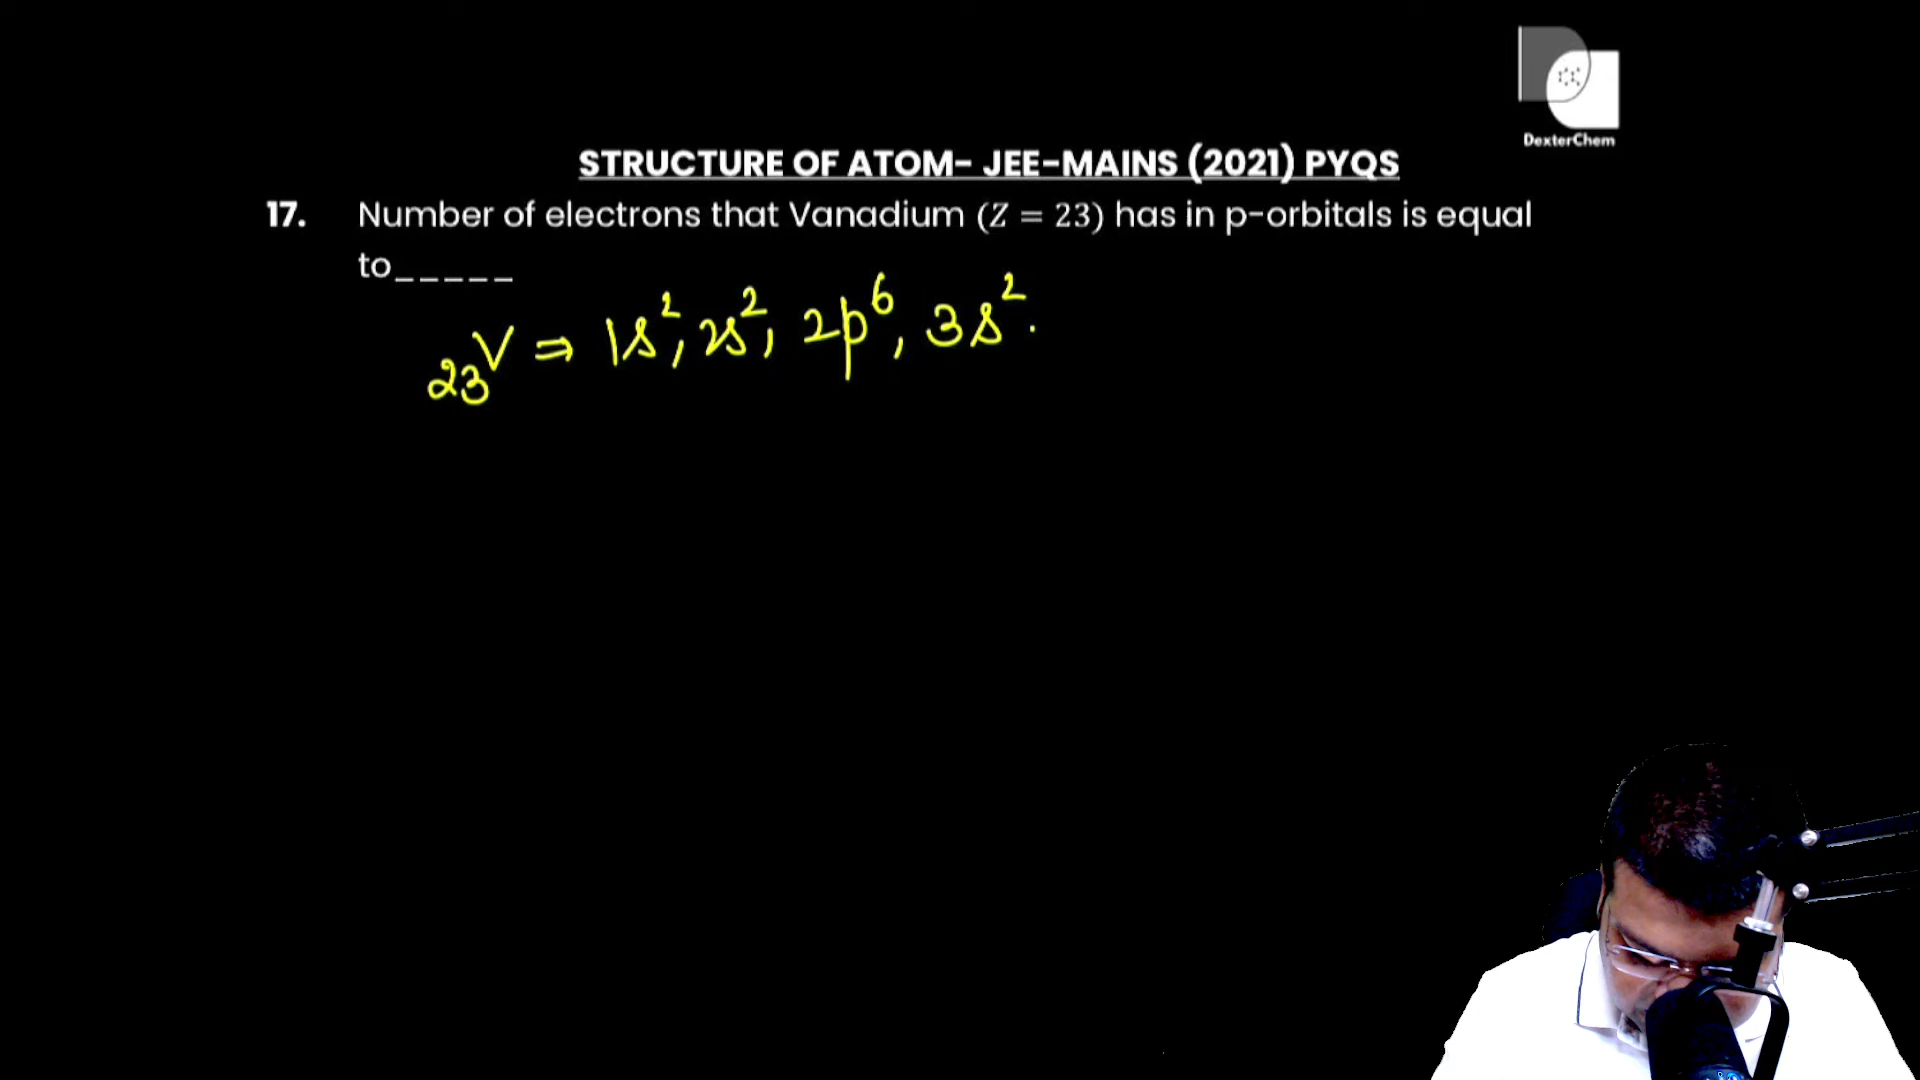 DexterChem
STRUCTURE OF ATOM- JEE-MAINS (2021) PYQS
17. Number of electrons that Vanadium (Z = 23) has in p-orbitals is equal
to_____
₂₃V ⇒ 1s², 2s², 2p⁶, 3s².